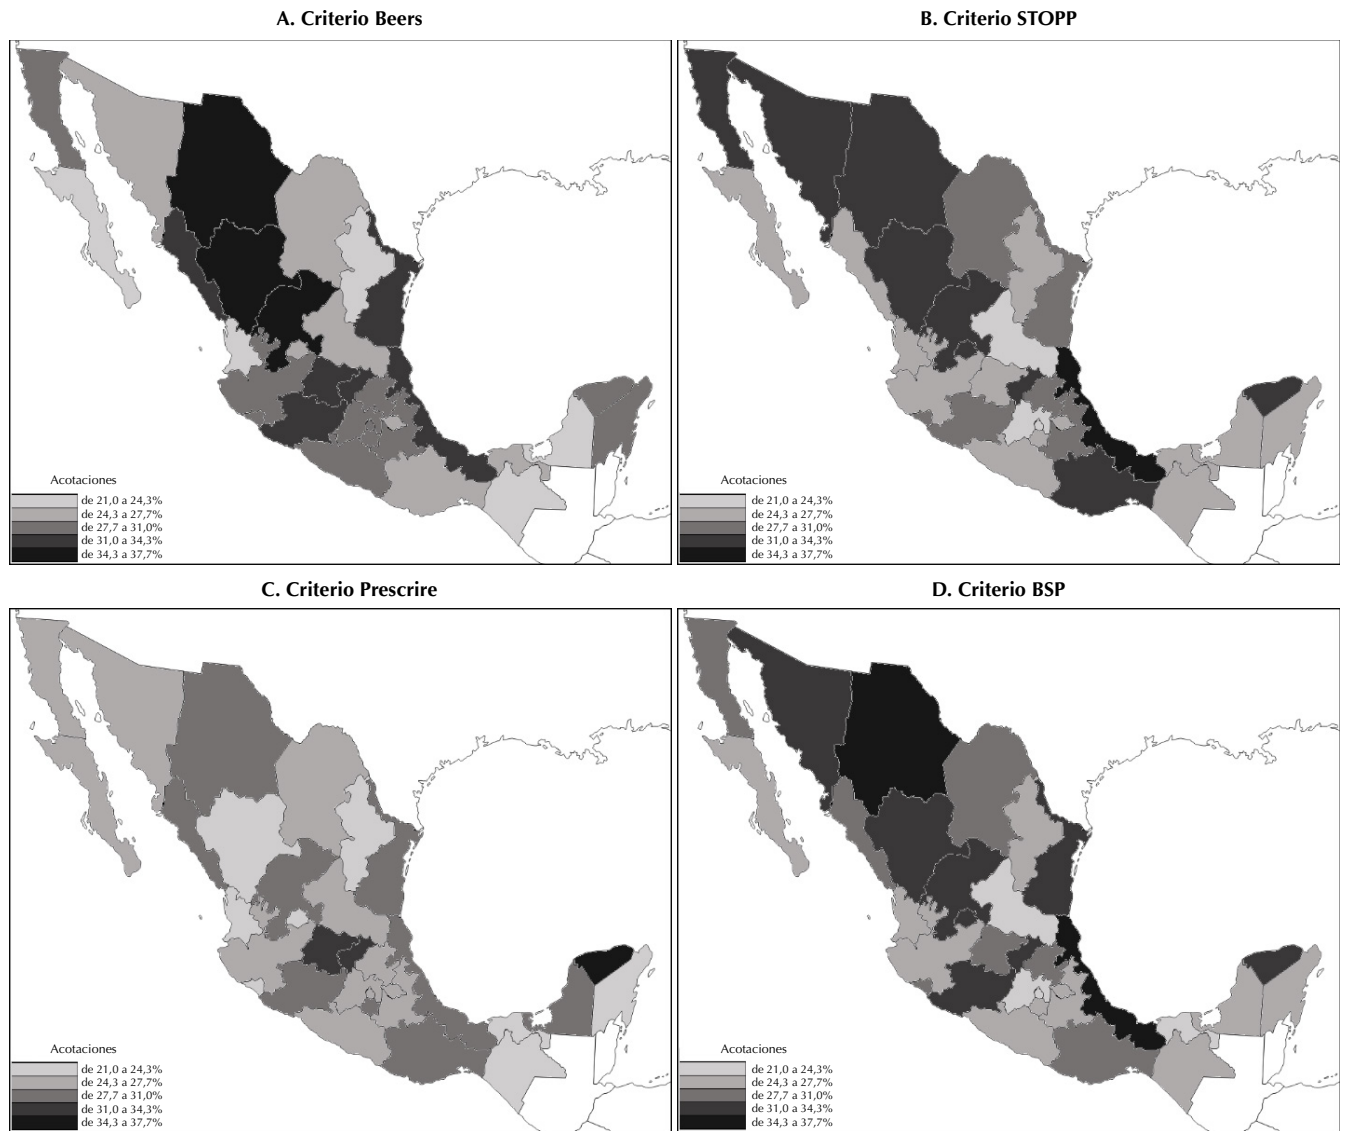 A. Criterio Beers
B. Criterio STOPP
Acotaciones
de 21,0 a 24,3%
de 24,3 a 27,7%
de 27,7 a 31,0%
de 31,0 a 34,3%
de 34,3 a 37,7%
Acotaciones
de 21,0 a 24,3%
de 24,3 a 27,7%
de 27,7 a 31,0%
de 31,0 a 34,3%
de 34,3 a 37,7%
C. Criterio Prescrire
D. Criterio BSP
Acotaciones
de 21,0 a 24,3%
de 24,3 a 27,7%
de 27,7 a 31,0%
de 31,0 a 34,3%
de 34,3 a 37,7%
Acotaciones
de 21,0 a 24,3%
de 24,3 a 27,7%
de 27,7 a 31,0%
de 31,0 a 34,3%
de 34,3 a 37,7%